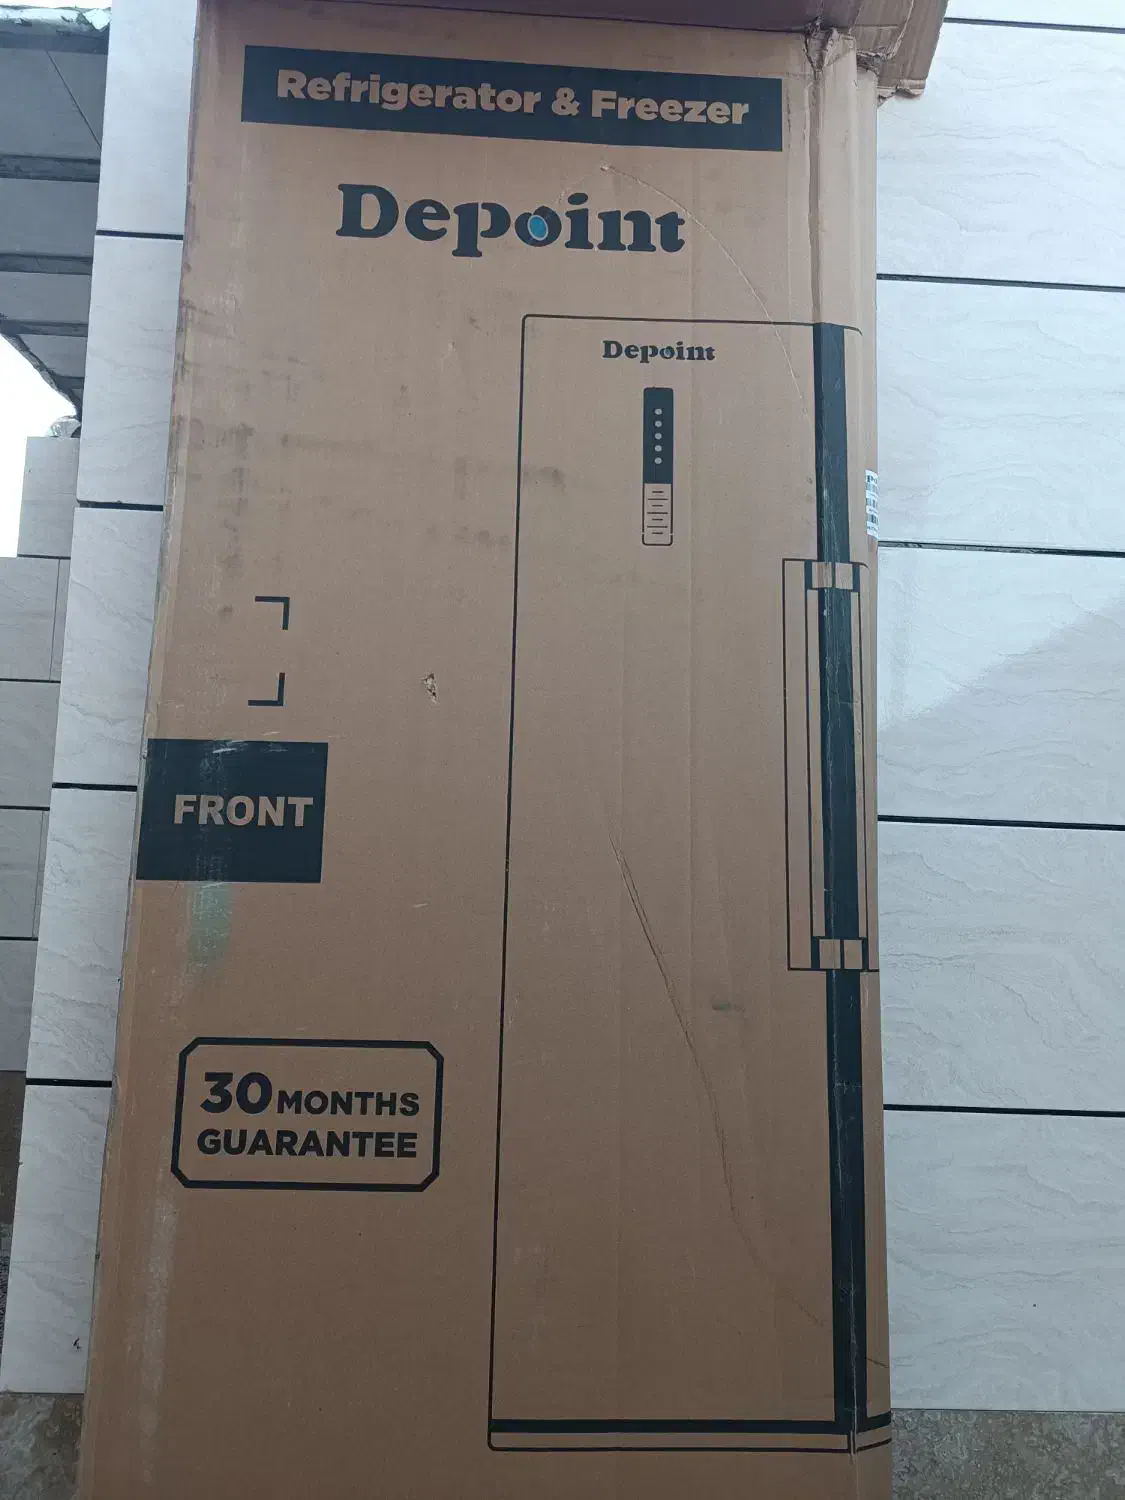 Refrigerator & Freezer
Depoint
Depoint
FRONT
30 MONTHS
GUARANTEE